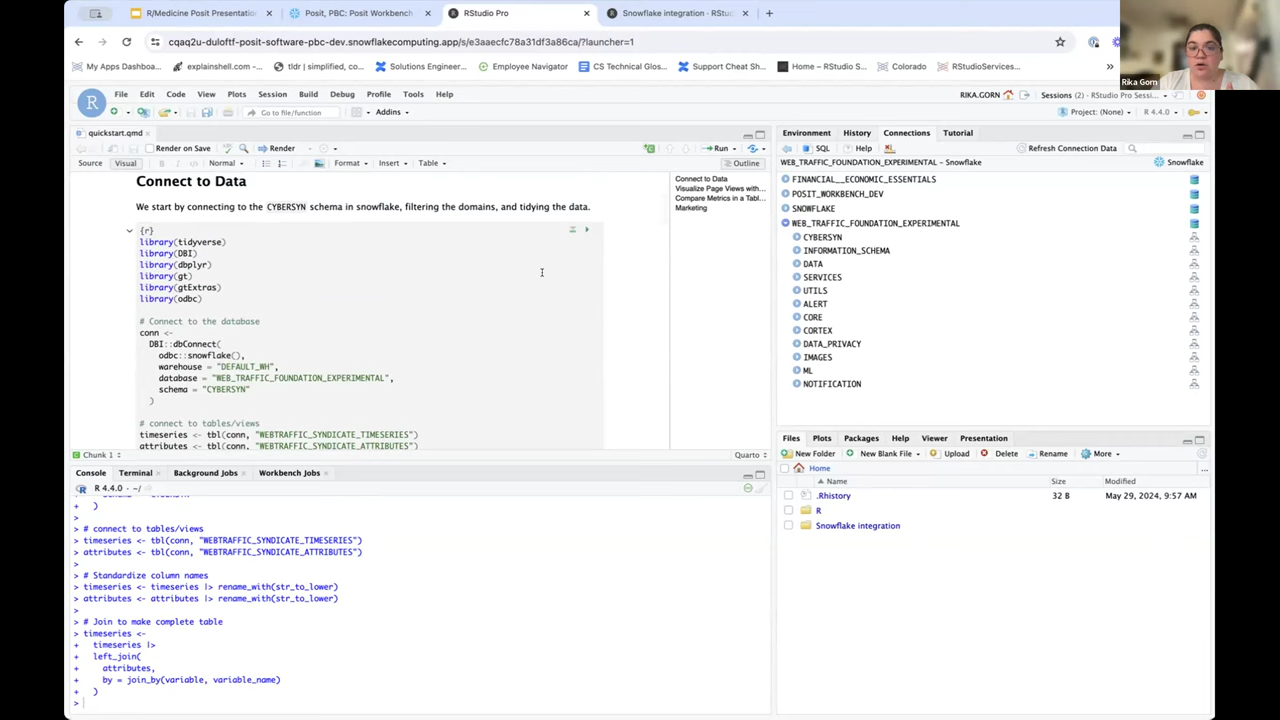 R/Medicine Posit Presentation
Posit, PBC: Posit Workbench
RStudio Pro
Snowflake integration - RStu
cqaq2u-duloftf-posit-software-pbc-dev.snowflakecomputing.app/s/e3aaecfc78a31df3a86ca/?launcher=1
My Apps Dashboa...
explainshell.com -...
tldr | simplified, co...
Solutions Engineer...
Employee Navigator
CS Technical Glos...
Support Cheat Sh...
Home – RStudio S...
Colorado
RStudioServices...
Rika Gorn
File Edit Code View Plots Session Build Debug Profile Tools Help
RIKA.GORN
Sessions (2)
RStudio Pro Sessi...
Go to file/function
Addins
Project: (None)
R 4.4.0
quickstart.qmd
Render on Save
Render
Run
Source Visual
Normal
Format Insert Table
Outline
Connect to Data
We start by connecting to the CYBERSYN schema in snowflake, filtering the domains, and tidying the data.
{r}
library(tidyverse)
library(DBI)
library(dbplyr)
library(gt)
library(gtExtras)
library(odbc)
# Connect to the database
conn <-
DBI::dbConnect(
odbc::snowflake(),
warehouse = "DEFAULT_WH",
database = "WEB_TRAFFIC_FOUNDATION_EXPERIMENTAL",
schema = "CYBERSYN"
)
# connect to tables/views
timeseries <- tbl(conn, "WEBTRAFFIC_SYNDICATE_TIMESERIES")
attributes <- tbl(conn, "WEBTRAFFIC_SYNDICATE_ATTRIBUTES")
Connect to Data
Visualize Page Views with...
Compare Metrics in a Tabl...
Marketing
Chunk 1
Quarto
Console Terminal Background Jobs Workbench Jobs
R 4.4.0 · ~/
+ )
>
> # connect to tables/views
> timeseries <- tbl(conn, "WEBTRAFFIC_SYNDICATE_TIMESERIES")
> attributes <- tbl(conn, "WEBTRAFFIC_SYNDICATE_ATTRIBUTES")
>
> # Standardize column names
> timeseries <- timeseries |> rename_with(str_to_lower)
> attributes <- attributes |> rename_with(str_to_lower)
>
> # Join to make complete table
> timeseries <-
+ timeseries |>
+ left_join(
+ attributes,
+ by = join_by(variable, variable_name)
+ )
>
Environment History Connections Tutorial
SQL
Help
Refresh Connection Data
WEB_TRAFFIC_FOUNDATION_EXPERIMENTAL - Snowflake
Snowflake
FINANCIAL__ECONOMIC_ESSENTIALS
POSIT_WORKBENCH_DEV
SNOWFLAKE
WEB_TRAFFIC_FOUNDATION_EXPERIMENTAL
CYBERSYN
INFORMATION_SCHEMA
DATA
SERVICES
UTILS
ALERT
CORE
CORTEX
DATA_PRIVACY
IMAGES
ML
NOTIFICATION
Files Plots Packages Help Viewer Presentation
New Folder
New Blank File
Upload
Delete
Rename
More
Home
Name Size Modified
.Rhistory 32 B May 29, 2024, 9:57 AM
R
Snowflake integration